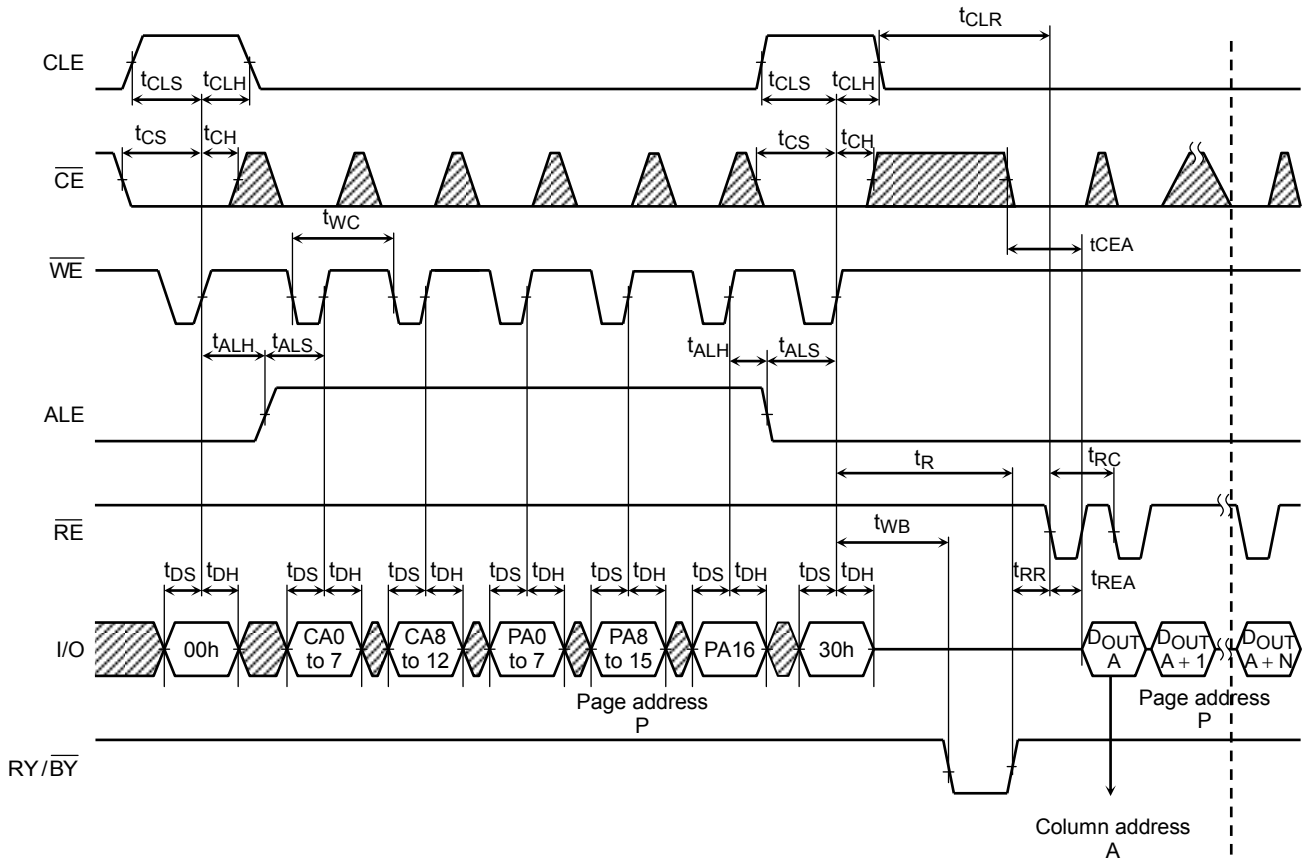 tCLR
CLE
tCLS tCLH tCLS tCLH
tCS tCH tCS tCH
CE
tWC
tCEA
WE
tALH tALS tALH tALS
ALE
tR tRC
RE
tWB
tDS tDH tDS tDH tDS tDH tDS tDH tDS tDH tDS tDH tDS tDH tRR tREA
I/O 00h CA0 to 7 CA8 to 12 PA0 to 7 PA8 to 15 PA16 30h DOUT A DOUT A + 1 DOUT A + N
Page address P
Page address P
RY/BY
Column address
A